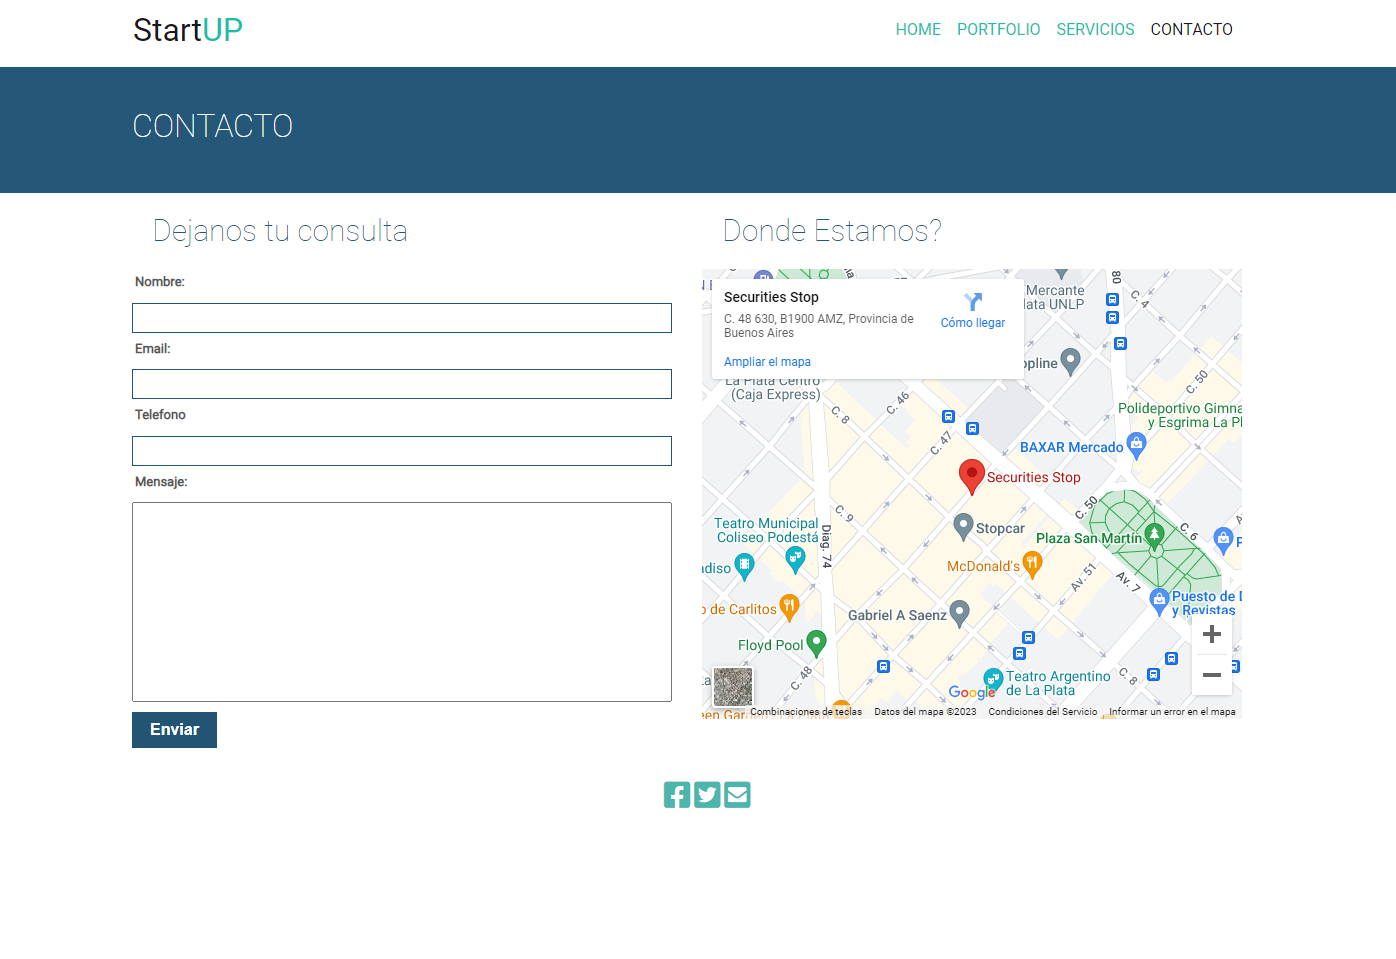 StartUP
HOME PORTFOLIO SERVICIOS CONTACTO
CONTACTO
Dejanos tu consulta
Nombre:
Email:
Telefono
Mensaje:
Enviar
Donde Estamos?
Securities Stop
C. 48 630, B1900 AMZ, Provincia de
Buenos Aires
Cómo llegar
Ampliar el mapa
Mercante
lata UNLP
80
C. 4
opline
C. 50
La Plata Centro
(Caja Express)
C. 46
C. 8
C. 47
Polideportivo Gimna
y Esgrima La Pl
BAXAR Mercado
Securities Stop
C. 50
C. 9
C. 6
Teatro Municipal
Coliseo Podestá
Diag. 74
Stopcar
Plaza San Martín
adiso
McDonald's
Av. 51
Av. 7
o de Carlitos
Gabriel A Saenz
Puesto de D
y Revistas
Floyd Pool
C. 48
C. 8
Teatro Argentino
de La Plata
Google
Combinaciones de teclas Datos del mapa ©2023 Condiciones del Servicio Informar un error en el mapa